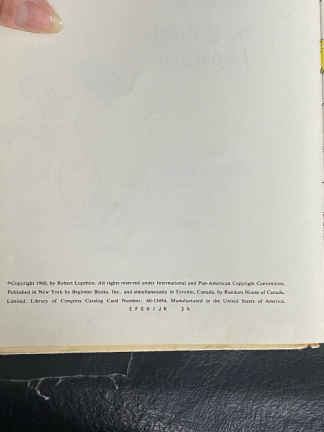 ©Copyright 1960, by Robert Lopshire. All rights reserved under International and Pan-American Copyright Conventions.
Published in New York by Beginner Books, Inc., and simultaneously in Toronto, Canada, by Random House of Canada,
Limited. Library of Congress Catalog Card Number: 60-13494. Manufactured in the United States of America.